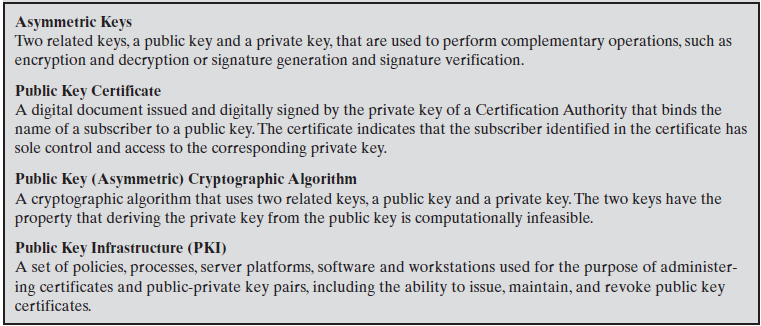 Asymmetric Keys
Two related keys, a public key and a private key, that are used to perform complementary operations, such as
encryption and decryption or signature generation and signature verification.
Public Key Certificate
A digital document issued and digitally signed by the private key of a Certification Authority that binds the
name of a subscriber to a public key. The certificate indicates that the subscriber identified in the certificate has
sole control and access to the corresponding private key.
Public Key (Asymmetric) Cryptographic Algorithm
A cryptographic algorithm that uses two related keys, a public key and a private key. The two keys have the
property that deriving the private key from the public key is computationally infeasible.
Public Key Infrastructure (PKI)
A set of policies, processes, server platforms, software and workstations used for the purpose of administer-
ing certificates and public-private key pairs, including the ability to issue, maintain, and revoke public key
certificates.